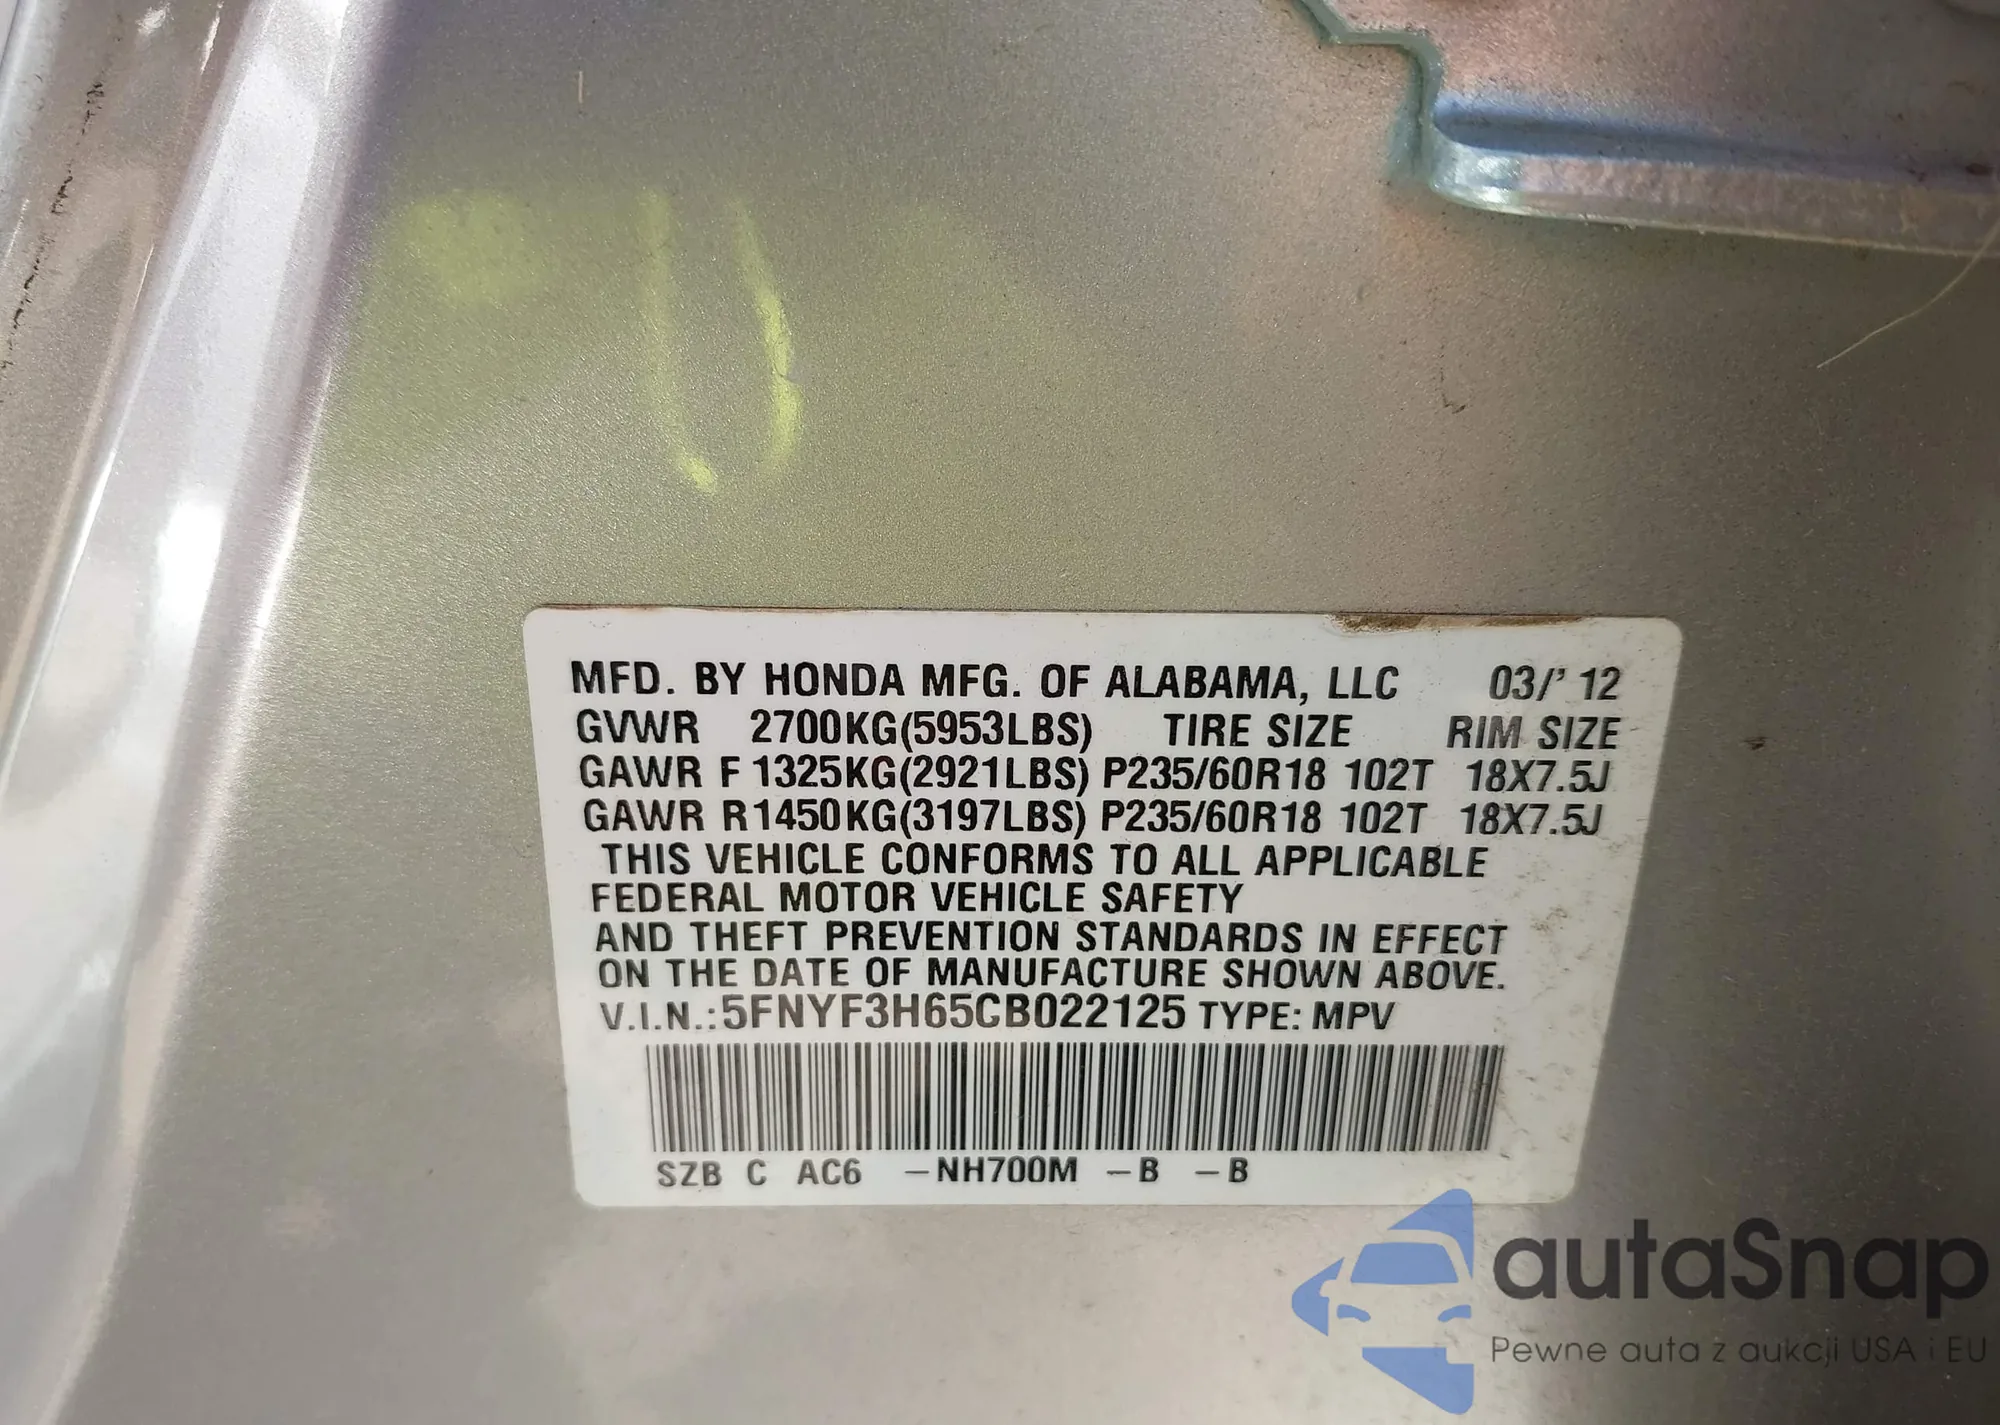 MFD. BY HONDA MFG. OF ALABAMA, LLC 03/' 12
GVWR 2700KG(5953LBS) TIRE SIZE RIM SIZE
GAWR F 1325KG(2921LBS) P235/60R18 102T 18X7.5J
GAWR R 1450KG(3197LBS) P235/60R18 102T 18X7.5J
THIS VEHICLE CONFORMS TO ALL APPLICABLE
FEDERAL MOTOR VEHICLE SAFETY
AND THEFT PREVENTION STANDARDS IN EFFECT
ON THE DATE OF MANUFACTURE SHOWN ABOVE.
V.I.N.:5FNYF3H65CB022125 TYPE: MPV
SZB C AC6 –NH700M –B –B
autaSnap
Pewne auta z aukcji USA i EU